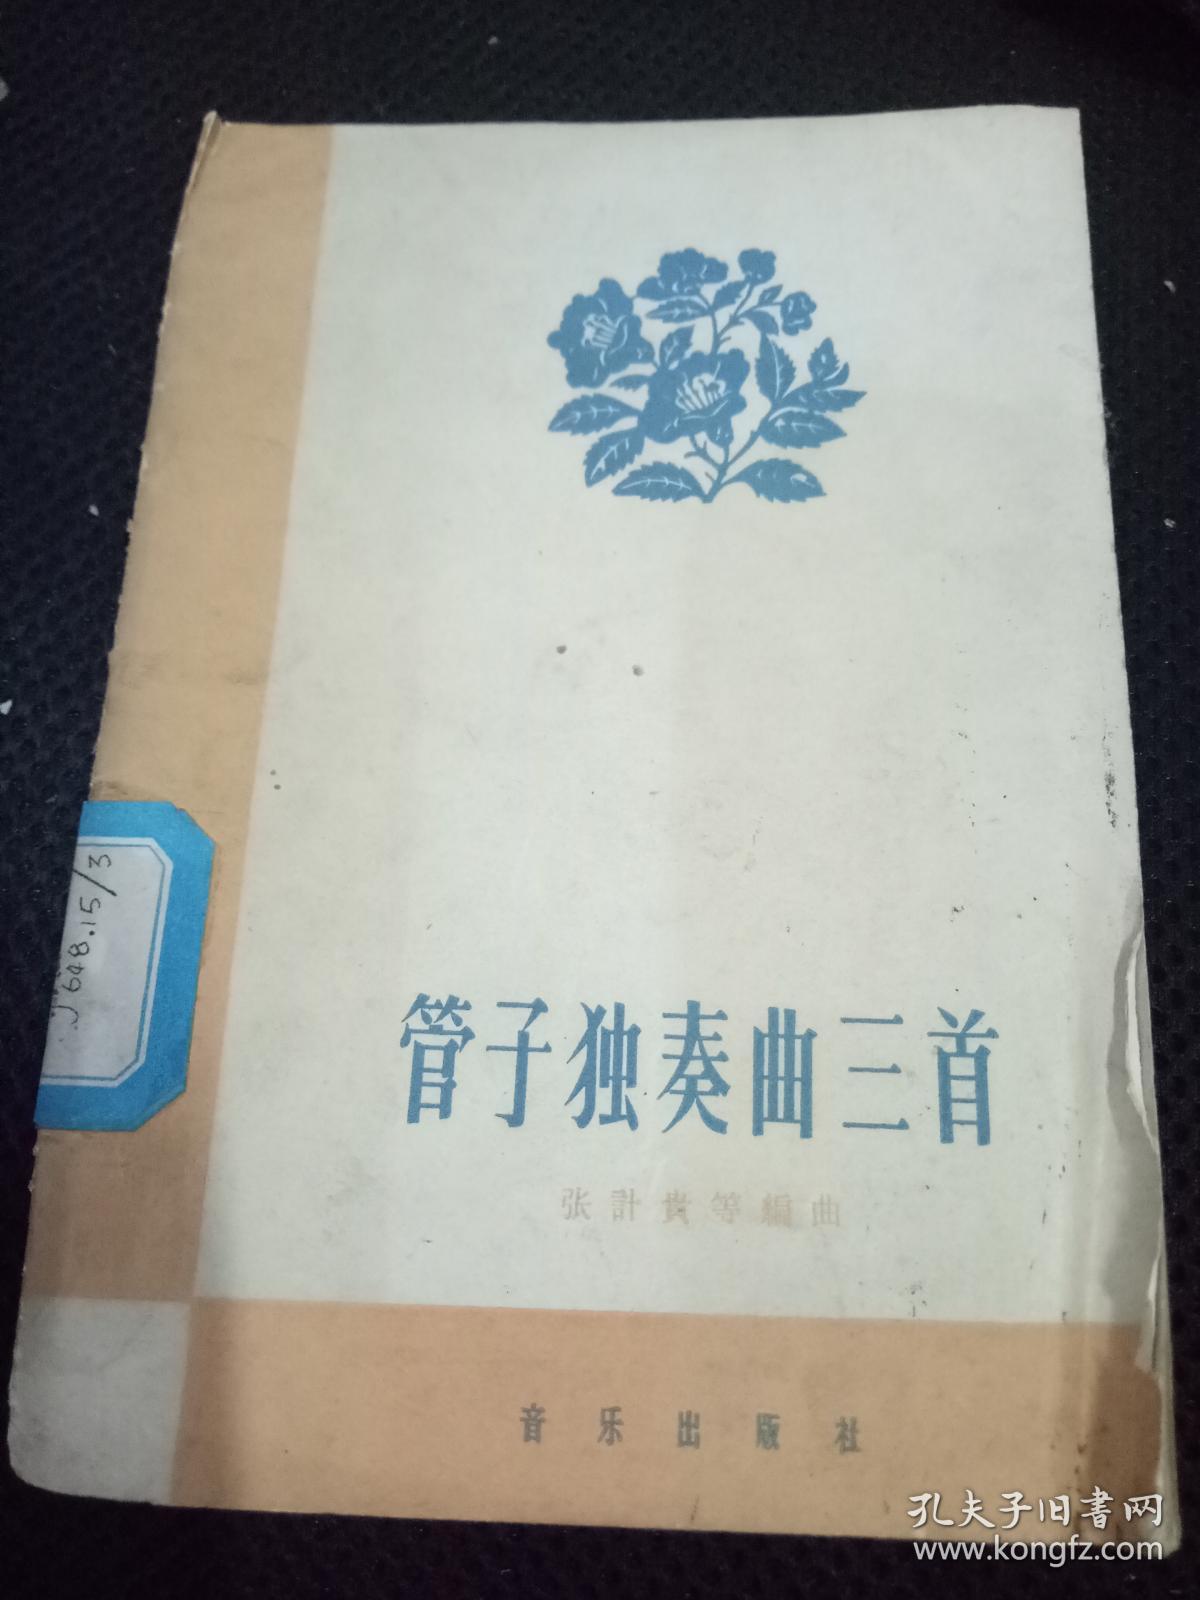 J648.15/3
管子独奏曲三首
张計貴等編曲
音乐出版社
孔夫子旧書网
www.kongfz.com